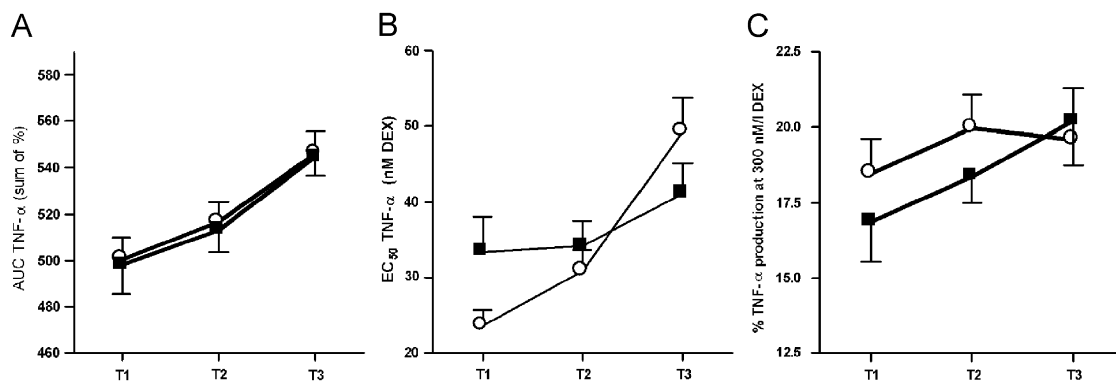 A
AUC TNF-α (sum of %)
580
560
540
520
500
480
460
T1 T2 T3
B
EC50 TNF-α (nM DEX)
60
50
40
30
20
T1 T2 T3
C
% TNF-α production at 300 nM/l DEX
22.5
20.0
17.5
15.0
12.5
T1 T2 T3